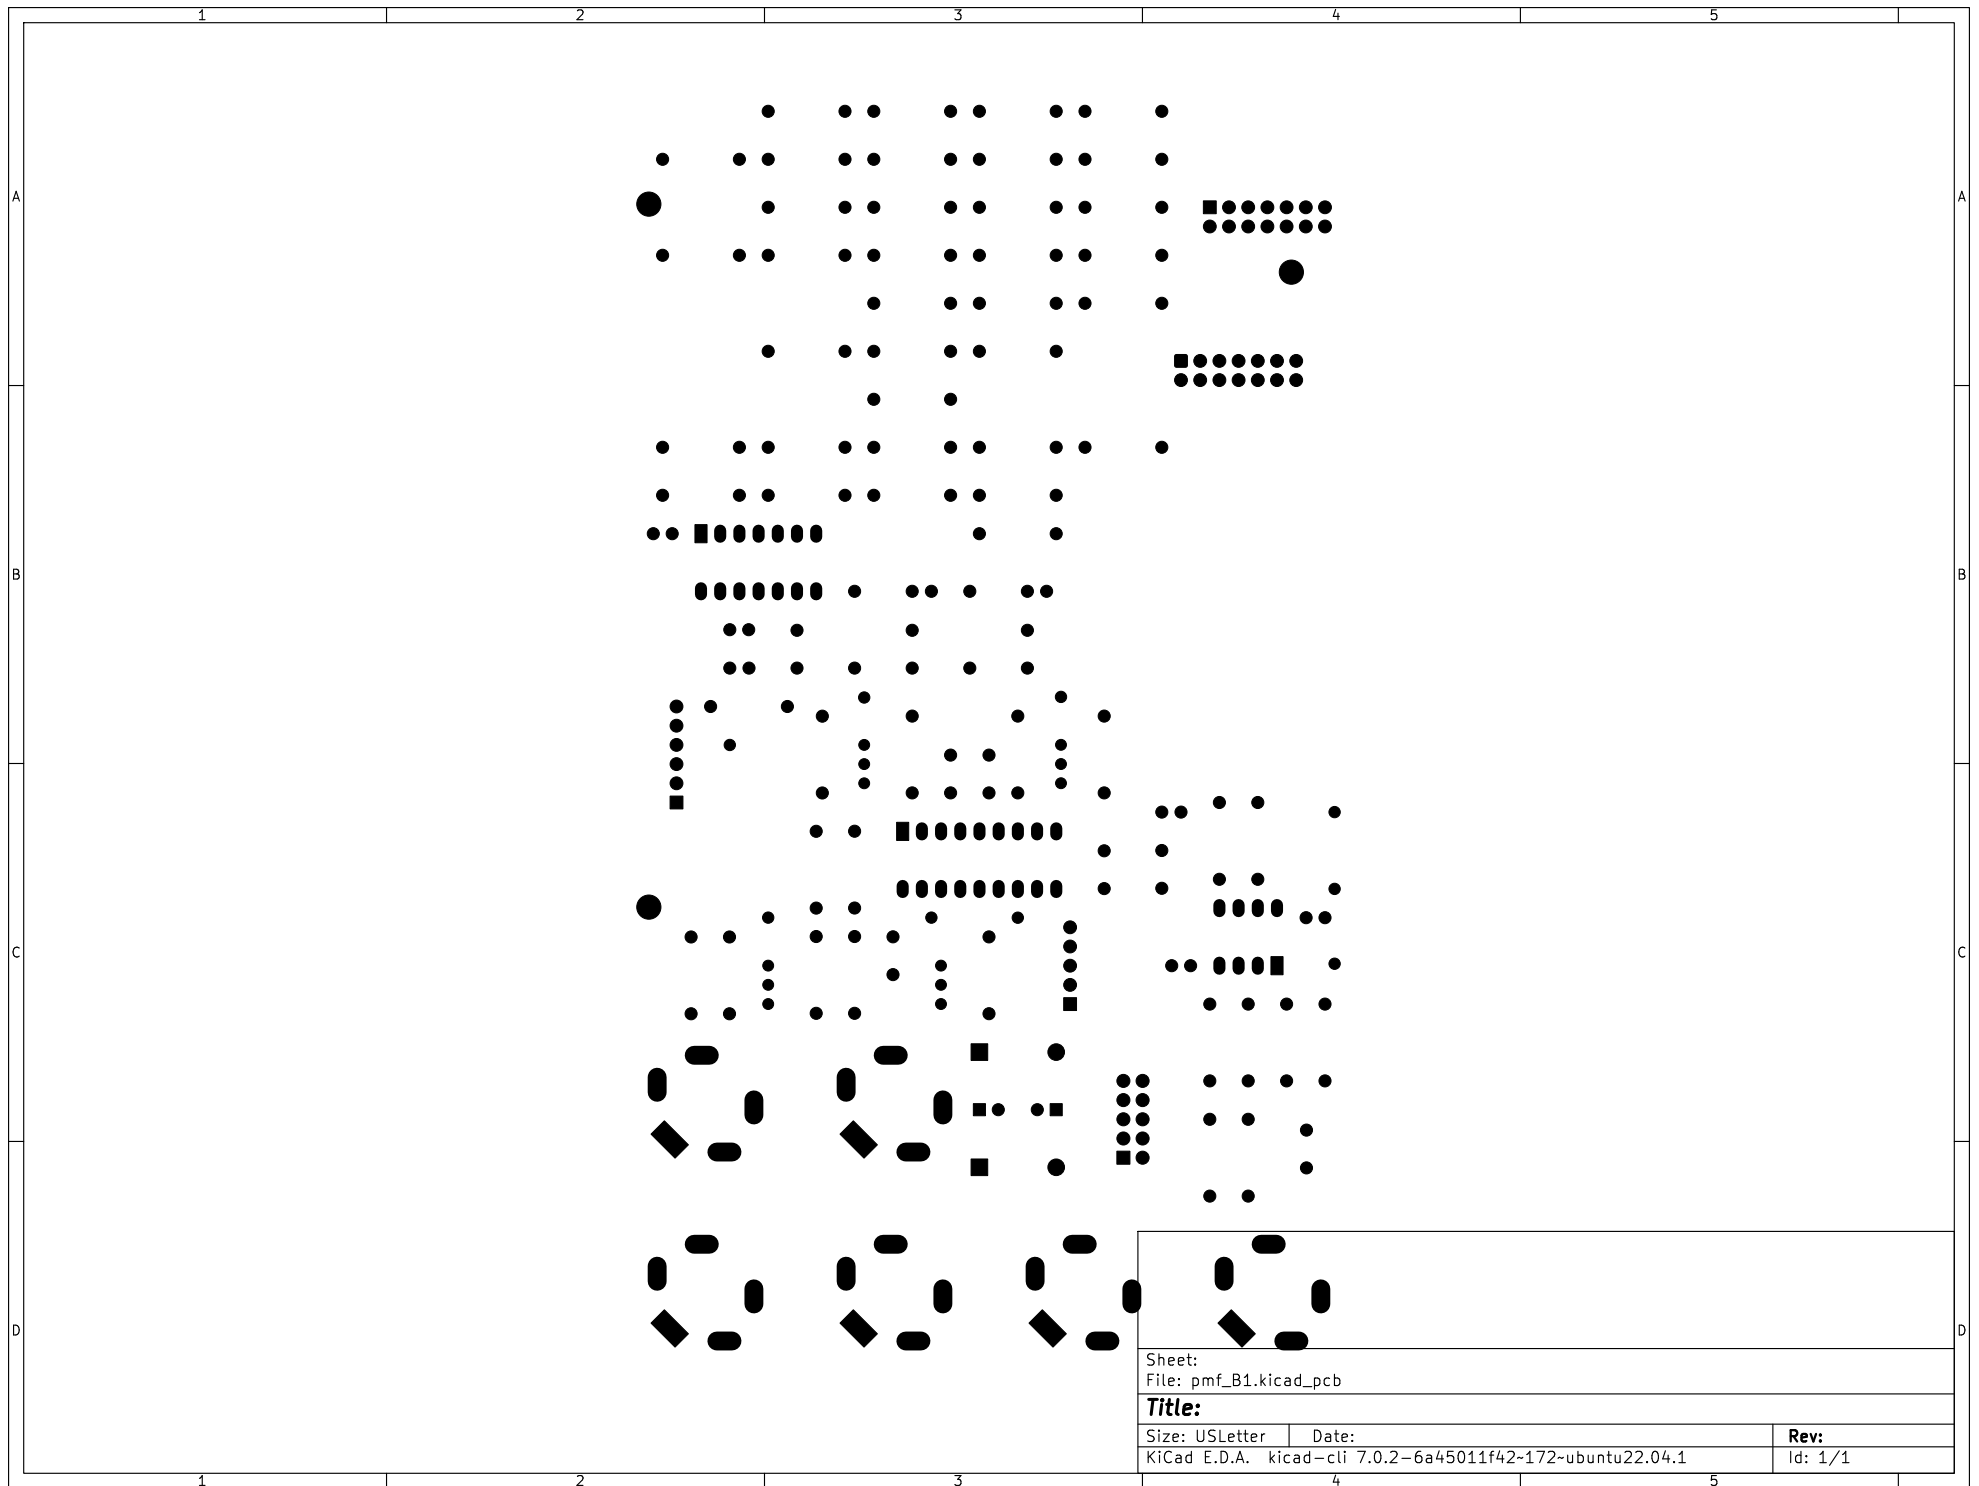 1 2 3 4 5
A A
B B
C C
D D
Sheet:
File: pmf_B1.kicad_pcb
Title:
Size: USLetter Date: Rev:
KiCad E.D.A. kicad-cli 7.0.2-6a45011f42~172~ubuntu22.04.1 Id: 1/1
1 2 3 4 5